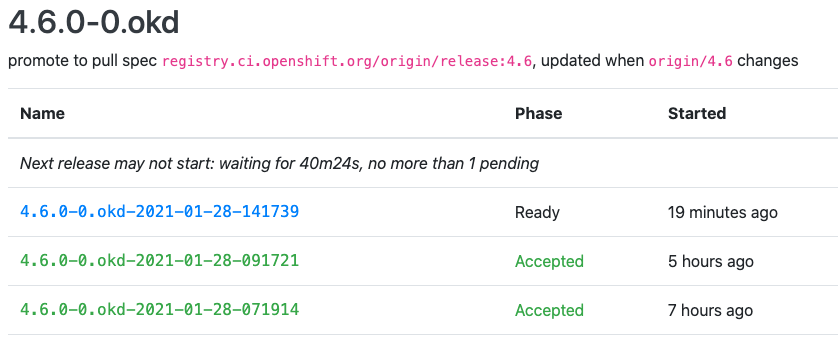 4.6.0-0.okd
promote to pull spec registry.ci.openshift.org/origin/release:4.6, updated when origin/4.6 changes
Name Phase Started
Next release may not start: waiting for 40m24s, no more than 1 pending
4.6.0-0.okd-2021-01-28-141739 Ready 19 minutes ago
4.6.0-0.okd-2021-01-28-091721 Accepted 5 hours ago
4.6.0-0.okd-2021-01-28-071914 Accepted 7 hours ago